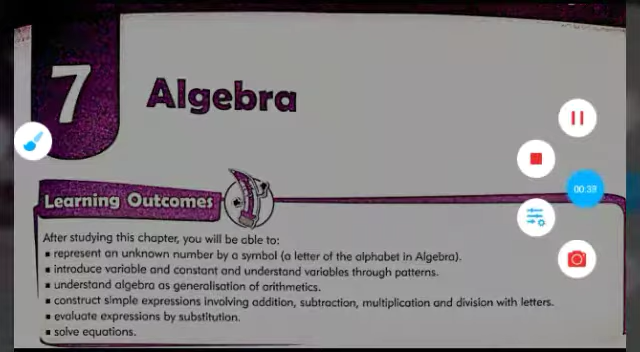 7
Algebra
00:39
Learning Outcomes
After studying this chapter, you will be able to:
▪ represent an unknown number by a symbol (a letter of the alphabet in Algebra).
▪ introduce variable and constant and understand variables through patterns.
▪ understand algebra as generalisation of arithmetics.
▪ construct simple expressions involving addition, subtraction, multiplication and division with letters.
▪ evaluate expressions by substitution.
▪ solve equations.